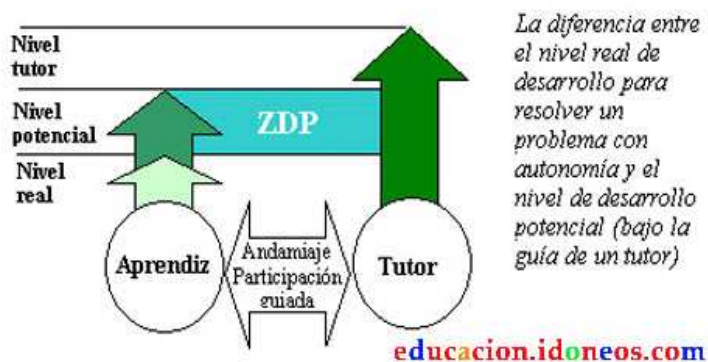 Nivel
tutor
Nivel
potencial
Nivel
real
ZDP
Aprendiz
Andamiaje
Participación
guiada
Tutor
La diferencia entre
el nivel real de
desarrollo para
resolver un
problema con
autonomía y el
nivel de desarrollo
potencial (bajo la
guía de un tutor)
educacion.idoneos.com